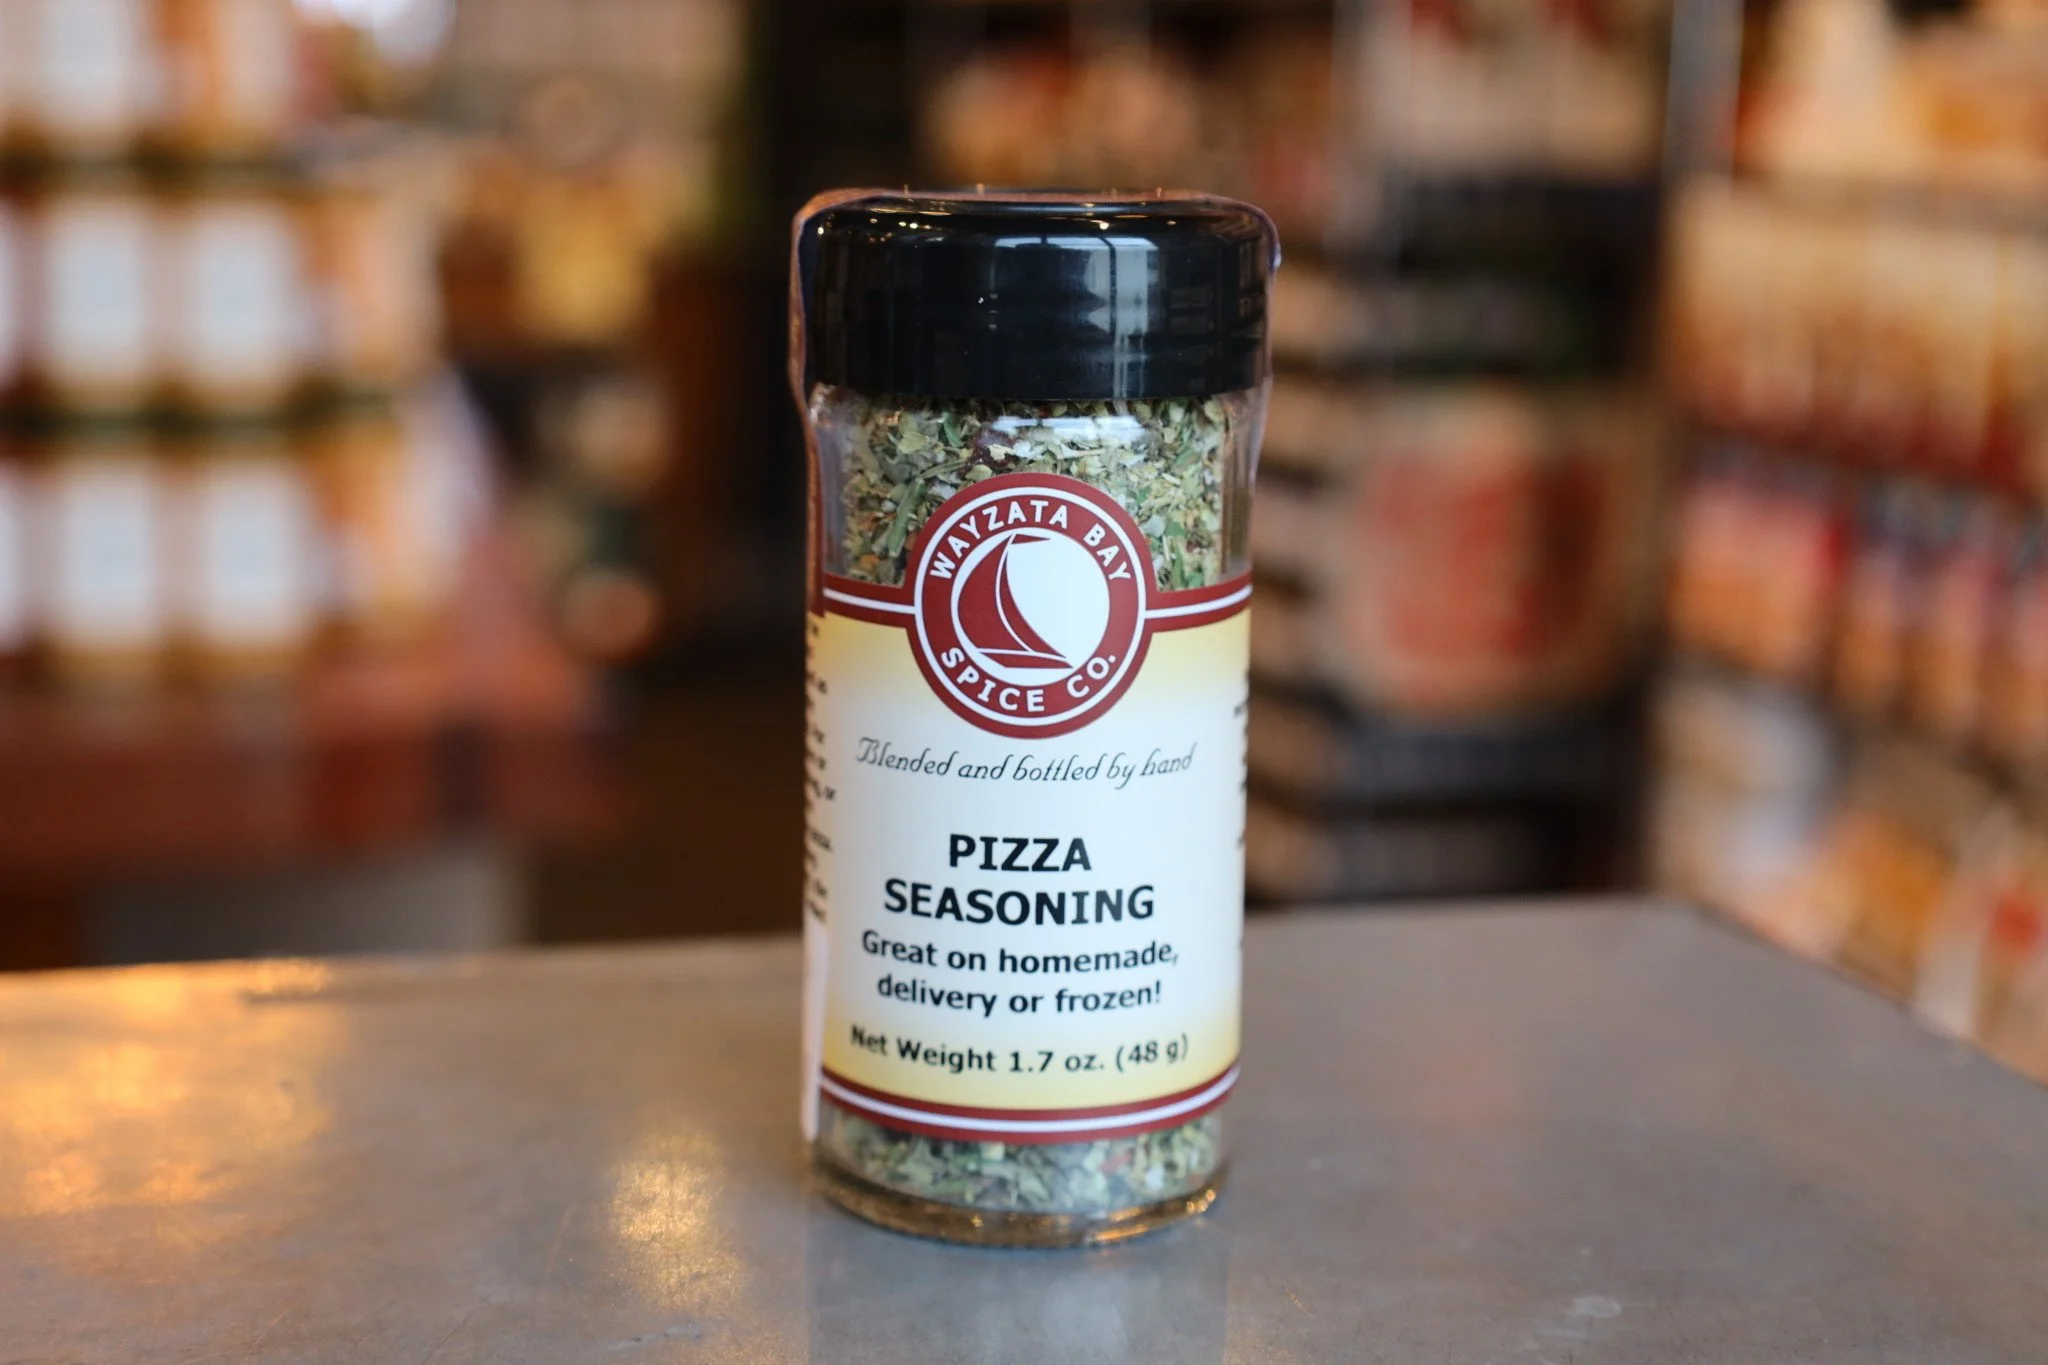 WAYZATA BAY
SPICE CO.
Blended and bottled by hand
PIZZA
SEASONING
Great on homemade,
delivery or frozen!
Net Weight 1.7 oz. (48 g)